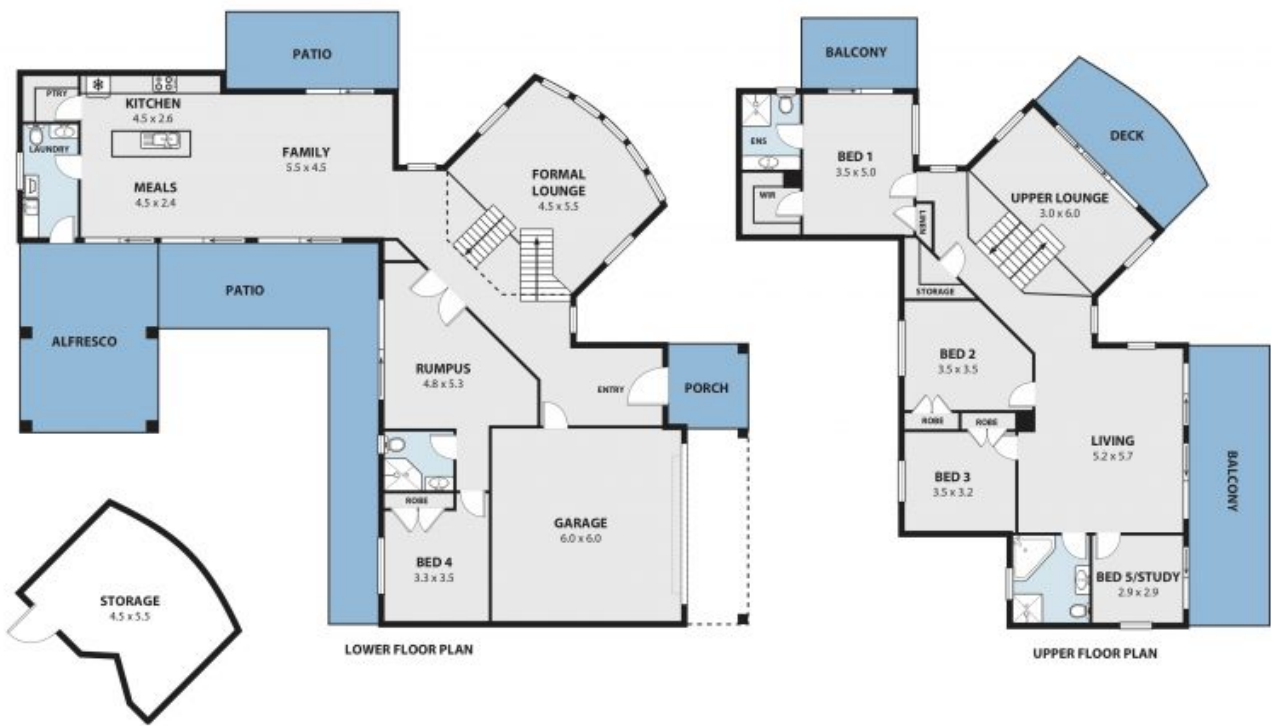 PATIO
PTRY
KITCHEN
4.5 x 2.6
LAUNDRY
MEALS
4.5 x 2.4
FAMILY
5.5 x 4.5
FORMAL
LOUNGE
4.5 x 5.5
ALFRESCO
PATIO
RUMPUS
4.8 x 5.3
ENTRY
PORCH
ROBE
BED 4
3.3 x 3.5
GARAGE
6.0 x 6.0
STORAGE
4.5 x 5.5
LOWER FLOOR PLAN
BALCONY
ENS
BED 1
3.5 x 5.0
WIR
LINEN
DECK
UPPER LOUNGE
3.0 x 6.0
STORAGE
BED 2
3.5 x 3.5
ROBE
ROBE
BED 3
3.5 x 3.2
LIVING
5.2 x 5.7
BALCONY
BED 5/STUDY
2.9 x 2.9
UPPER FLOOR PLAN